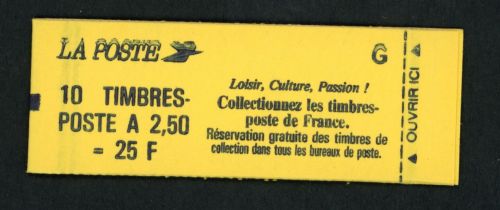 LA POSTE
10 TIMBRES-
POSTE A 2,50
= 25 F
G
Loisir, Culture, Passion !
Collectionnez les timbres-
poste de France.
Réservation gratuite des timbres de
collection dans tous les bureaux de poste.
OUVRIR ICI